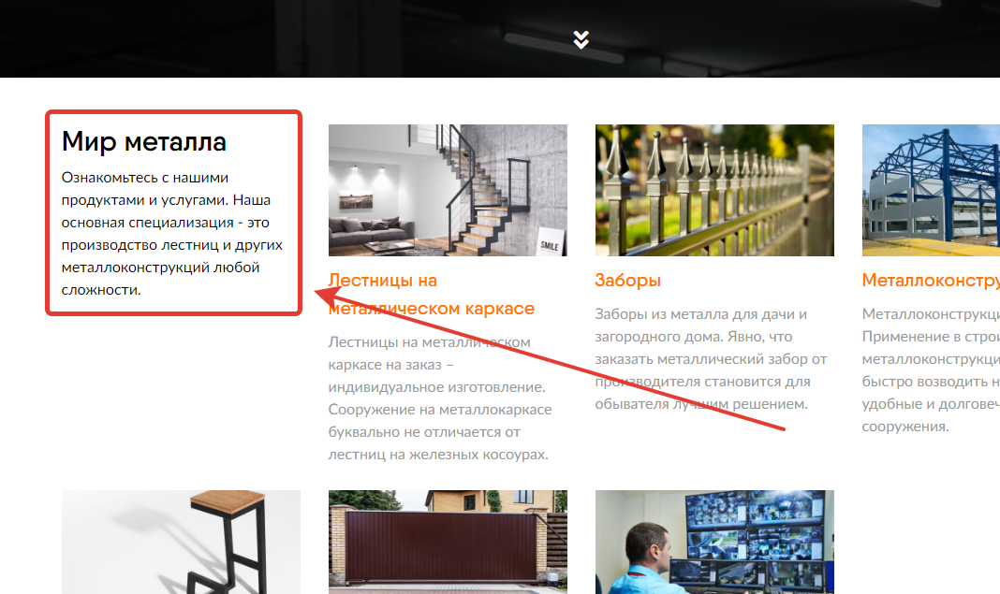 Мир металла
Ознакомьтесь с нашими
продуктами и услугами. Наша
основная специализация - это
производство лестниц и других
металлоконструкций любой
сложности.
SMILE
Лестницы на
металлическом каркасе
Лестницы на металлическом
каркасе на заказ –
индивидуальное изготовление.
Сооружение на металлокаркасе
буквально не отличается от
лестниц на железных косоурах.
Заборы
Заборы из металла для дачи и
загородного дома. Явно, что
заказать металлический забор от
производителя становится для
обывателя лучшим решением.
Металлоконстру
Металлоконструкци
Применение в строи
металлоконструкци
быстро возводить н
удобные и долговеч
сооружения.